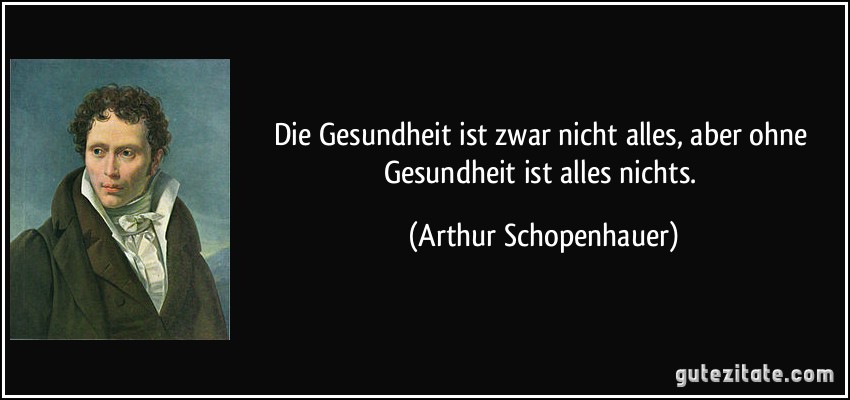 Die Gesundheit ist zwar nicht alles, aber ohne
Gesundheit ist alles nichts.
(Arthur Schopenhauer)
gutezitate.com